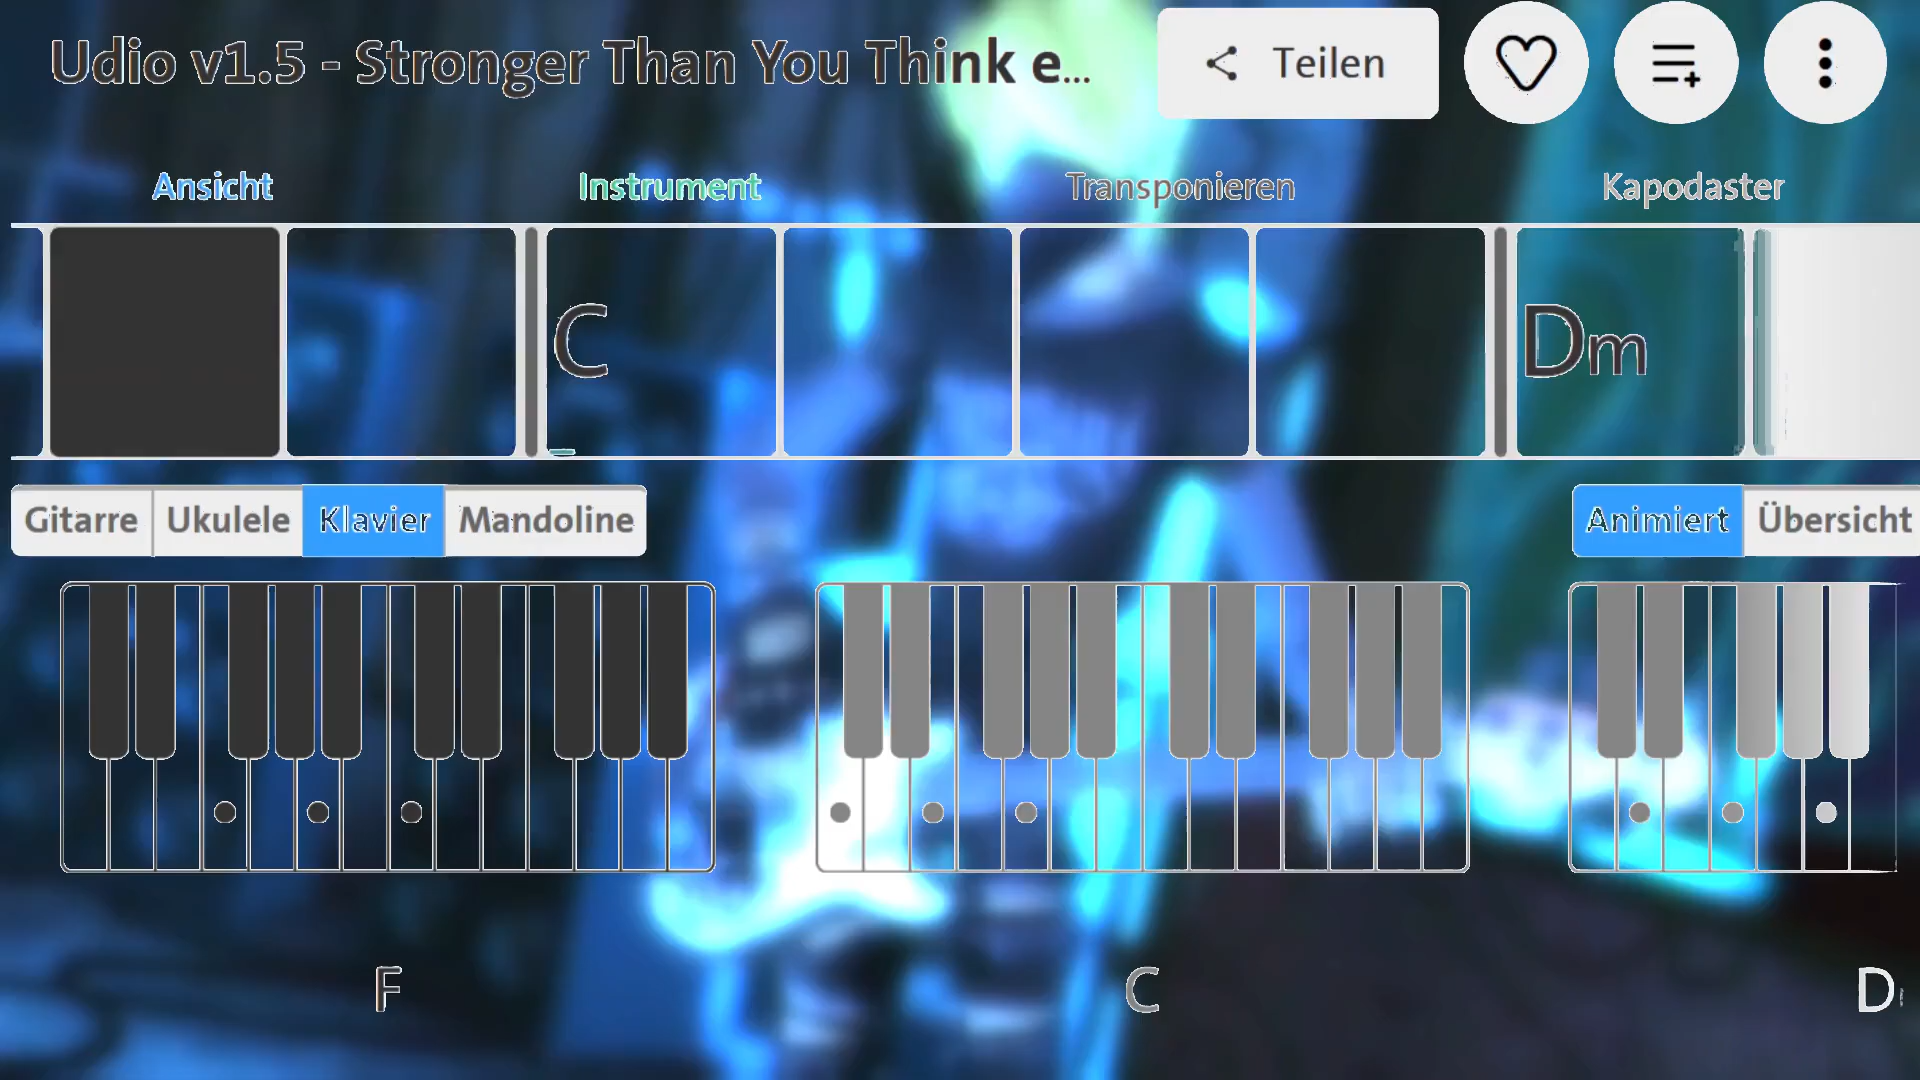 Udio v1.5 - Stronger Than You Think e...
Teilen
Ansicht
Instrument
Transponieren
Kapodaster
C
Dm
Gitarre
Ukulele
Klavier
Mandoline
Animiert
Übersicht
F
C
D